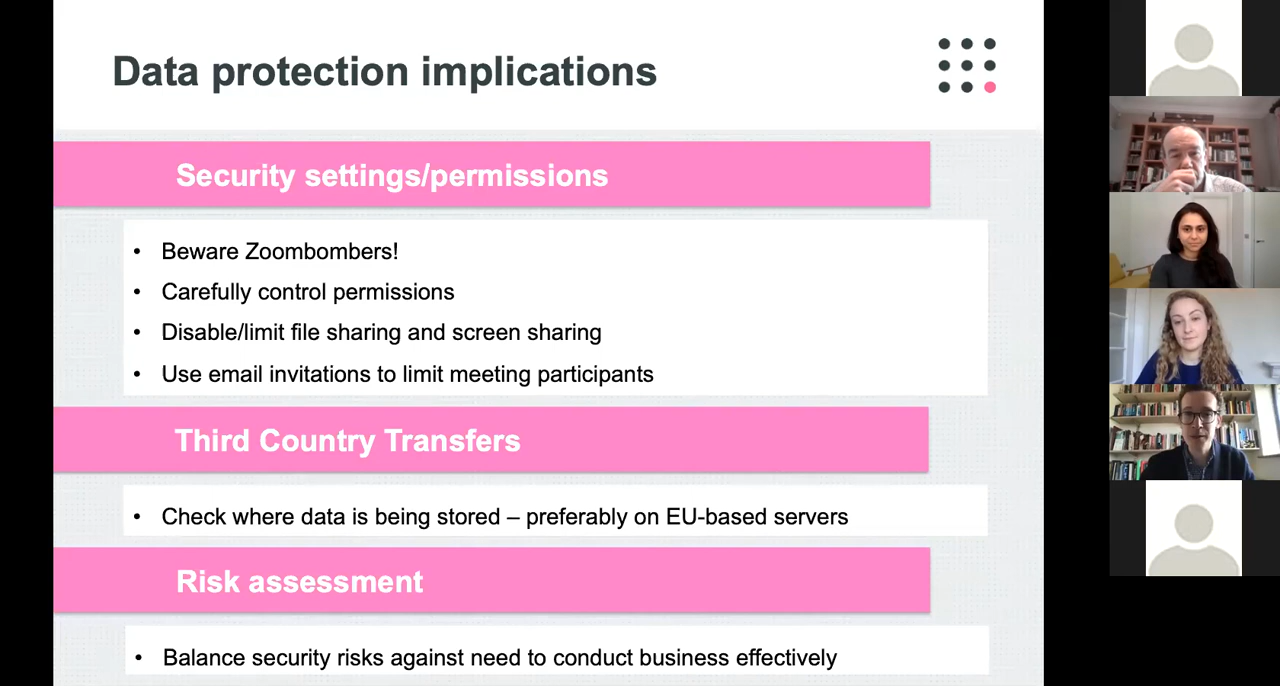 Data protection implications
Security settings/permissions
• Beware Zoombombers!
• Carefully control permissions
• Disable/limit file sharing and screen sharing
• Use email invitations to limit meeting participants
Third Country Transfers
• Check where data is being stored – preferably on EU-based servers
Risk assessment
• Balance security risks against need to conduct business effectively